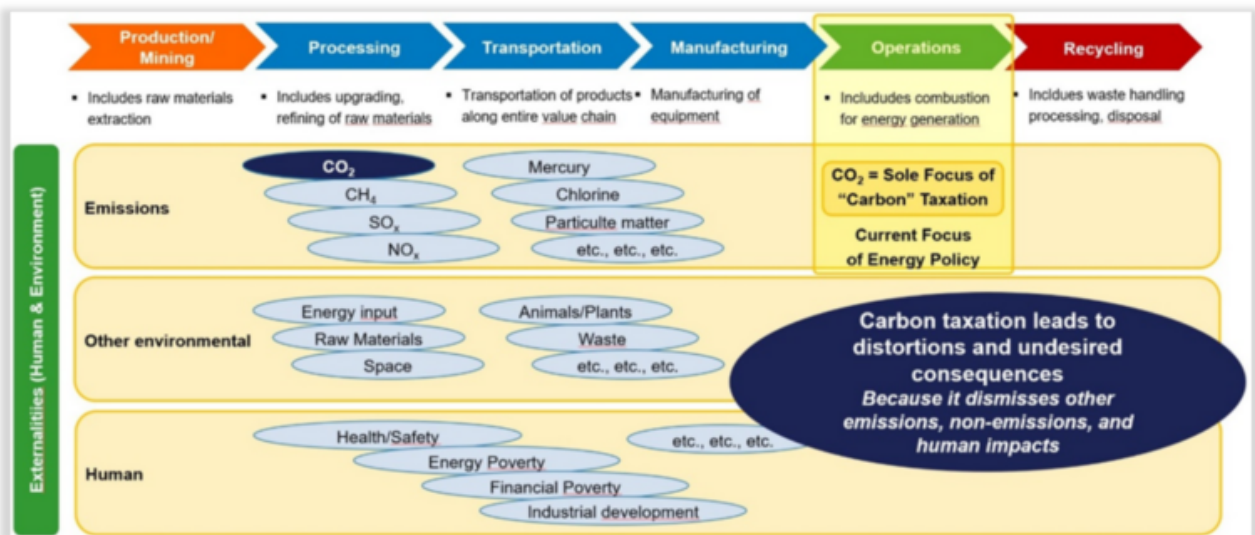 Production/
Mining
Processing
Transportation
Manufacturing
Operations
Recycling
▪ Includes raw materials
extraction
▪ Includes upgrading,
refining of raw materials
▪ Transportation of products
along entire value chain
▪ Manufacturing of
equipment
▪ Includudes combustion
for energy generation
▪ Incldues waste handling
processing, disposal
Externalitiies (Human & Environment)
Emissions
CO₂
CH₄
SOₓ
NOₓ
Mercury
Chlorine
Particulte matter
etc., etc., etc.
CO₂ = Sole Focus of
“Carbon” Taxation
Current Focus
of Energy Policy
Other environmental
Energy input
Raw Materials
Space
Animals/Plants
Waste
etc., etc., etc.
Carbon taxation leads to
distortions and undesired
consequences
Because it dismisses other
emissions, non-emissions, and
human impacts
Human
Health/Safety
Energy Poverty
Financial Poverty
Industrial development
etc., etc., etc.